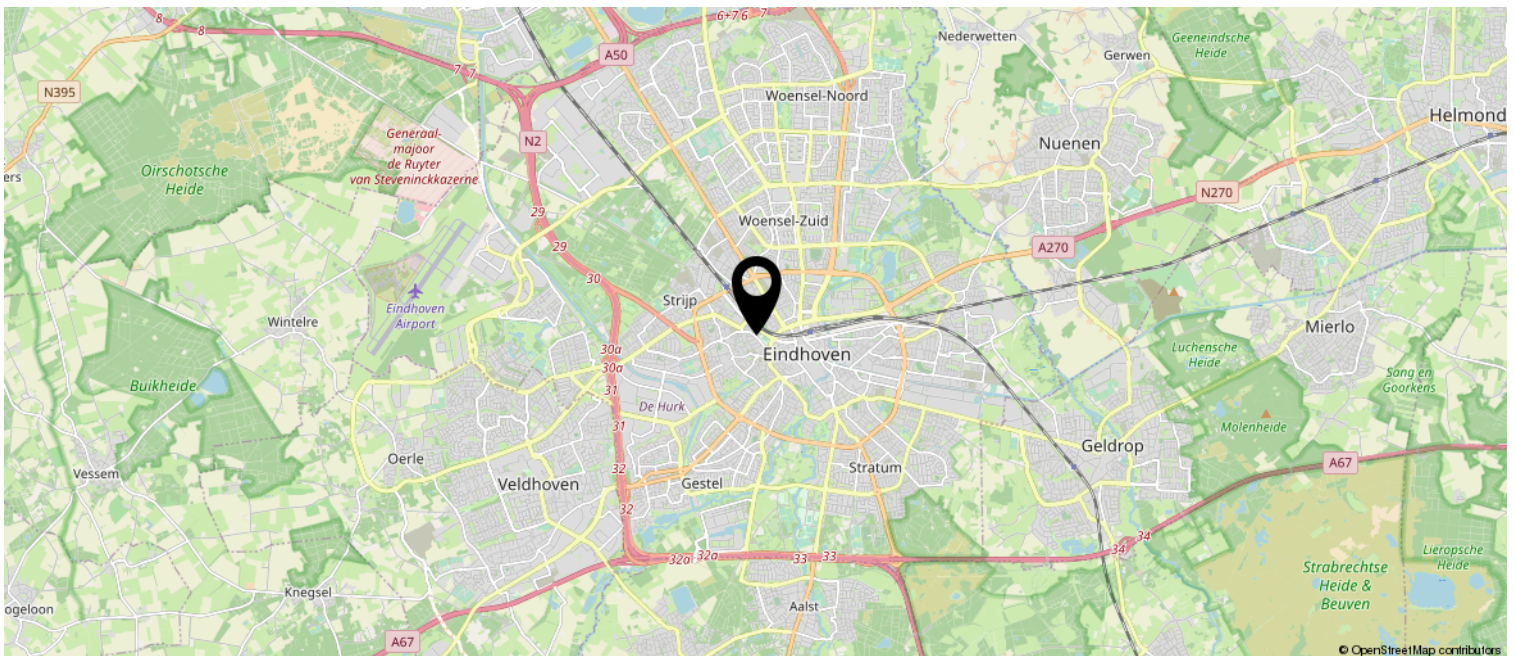 8
8
6+7
6
7
Nederwetten
Geeneindsche
Heide
A50
Gerwen
7
7
N395
Woensel-Noord
Helmond
N2
Generaal-
majoor
de Ruyter
van Steveninckkazerne
Nuenen
Oirschotsche
Heide
ers
N270
29
Woensel-Zuid
29
A270
30
Strijp
Eindhoven
Airport
Wintelre
Mierlo
30a
Eindhoven
Luchensche
Heide
30a
Buikheide
31
Sang en
Goorkens
De Hurk
31
Molenheide
Geldrop
Oerle
A67
Vessem
32
Stratum
Veldhoven
Gestel
32
34
34
32a
32a
33
33
Lieropsche
Heide
Strabrechtse
Heide &
Beuven
Knegsel
ogeloon
Aalst
A67
© OpenStreetMap contributors